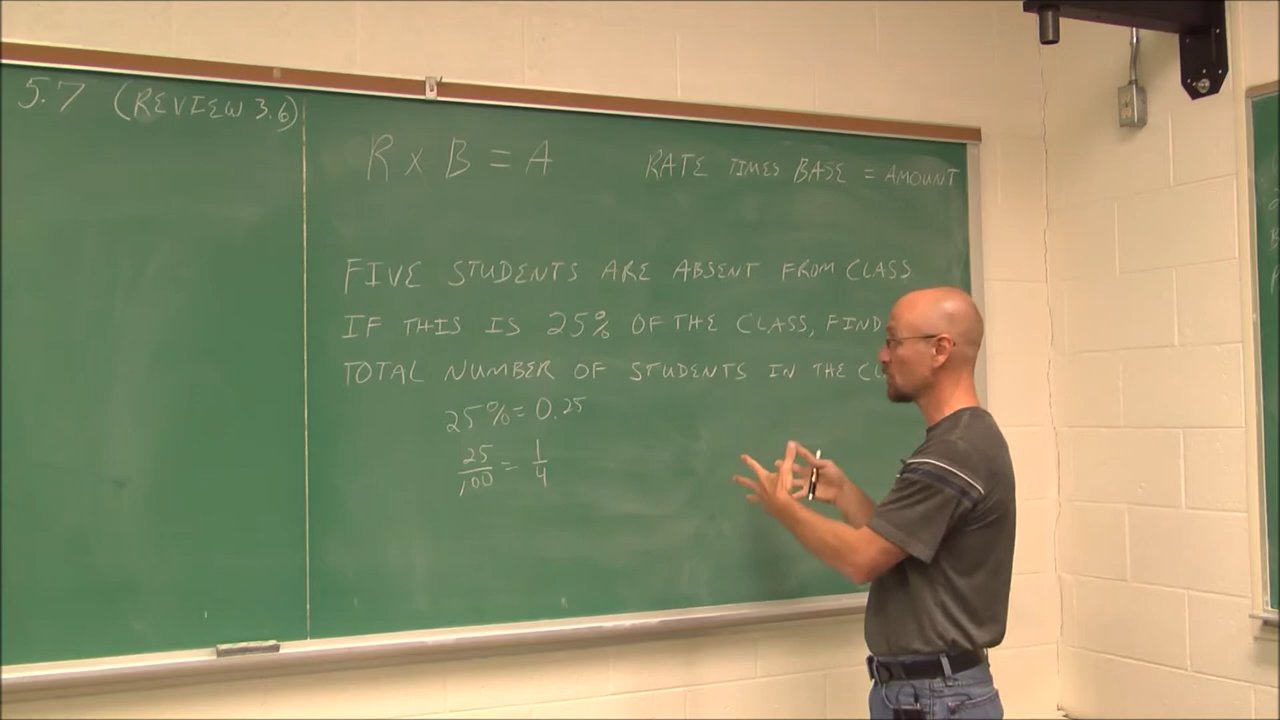 5.7 (REVIEW 3.6)
R x B = A
RATE TIMES BASE = AMOUNT
FIVE STUDENTS ARE ABSENT FROM CLASS
IF THIS IS 25% OF THE CLASS, FIND
TOTAL NUMBER OF STUDENTS IN THE
25% = 0.25
25/100 = 1/4